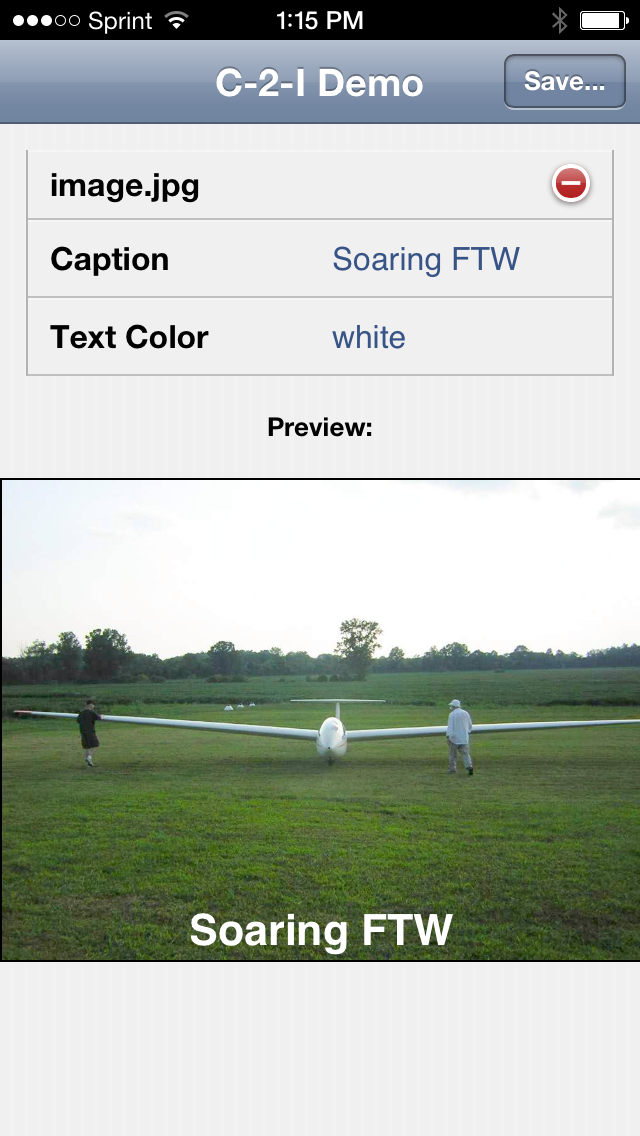 Sprint 1:15 PM
C-2-I Demo Save...
image.jpg
Caption Soaring FTW
Text Color white
Preview:
Soaring FTW